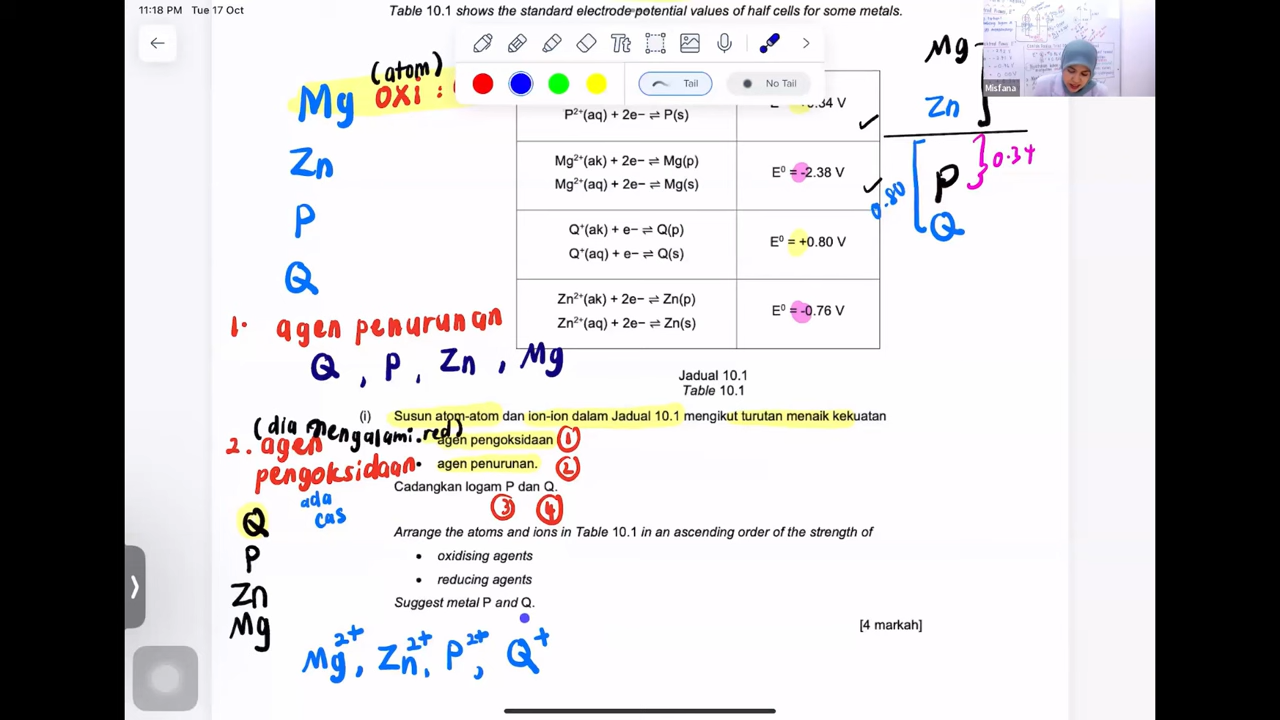 11:18 PM Tue 17 Oct
Table 10.1 shows the standard electrode potential values of half cells for some metals.
Tt
Tail
No Tail
Misfana
(atom)
Mg OXI :
Zn
P
Q
P²⁺(aq) + 2e− ⇌ P(s)
.34 V
Mg²⁺(ak) + 2e− ⇌ Mg(p)
Mg²⁺(aq) + 2e− ⇌ Mg(s)
E⁰ = -2.38 V
Q⁺(ak) + e− ⇌ Q(p)
Q⁺(aq) + e− ⇌ Q(s)
E⁰ = +0.80 V
Zn²⁺(ak) + 2e− ⇌ Zn(p)
Zn²⁺(aq) + 2e− ⇌ Zn(s)
E⁰ = -0.76 V
Mg
Zn
P
Q
0.34
0.80
1. agen penurunan
Q, P, Zn, Mg
Jadual 10.1
Table 10.1
(i) Susun atom-atom dan ion-ion dalam Jadual 10.1 mengikut turutan menaik kekuatan
• agen pengoksidaan 1
• agen penurunan. 2
Cadangkan logam P dan Q.
3 4
(dia mengalami red)
2. agen
pengoksidaan
ada
cas
Q
P
Zn
Mg
Arrange the atoms and ions in Table 10.1 in an ascending order of the strength of
• oxidising agents
• reducing agents
Suggest metal P and Q.
[4 markah]
Mg²⁺, Zn²⁺, P²⁺, Q⁺